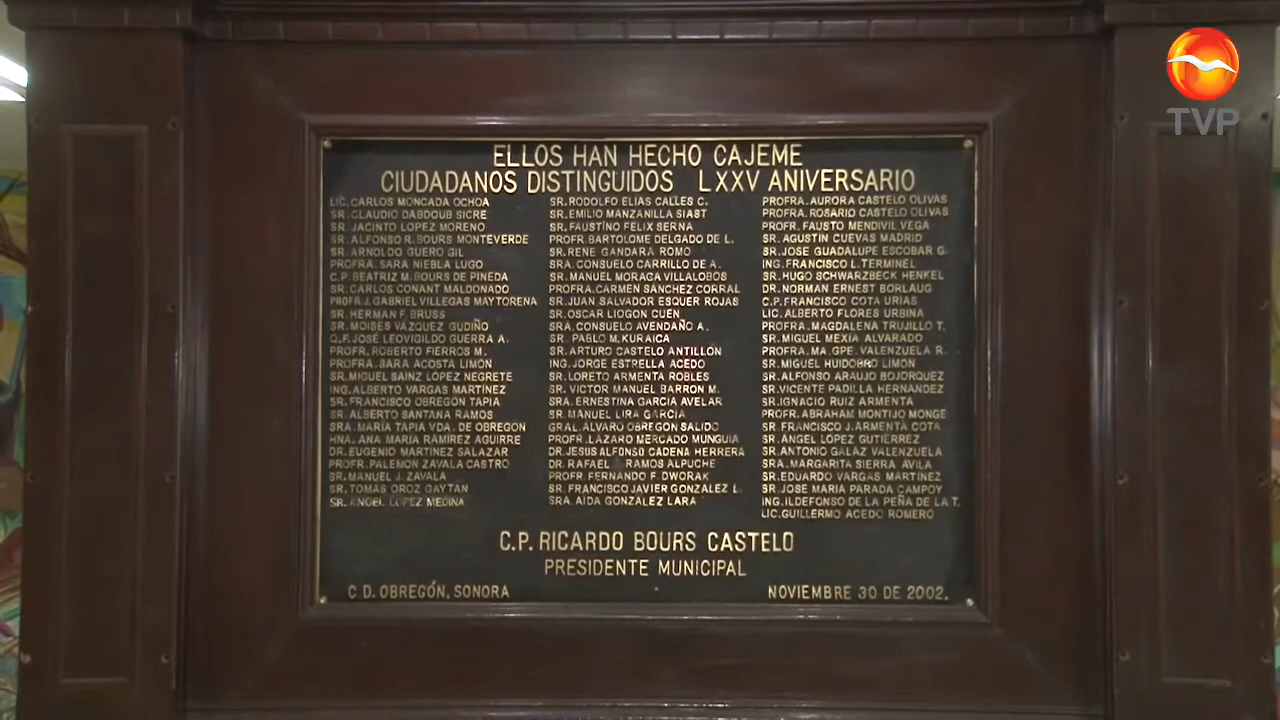 TVP
ELLOS HAN HECHO CAJEME
CIUDADANOS DISTINGUIDOS LXXV ANIVERSARIO
LIC. CARLOS MONCADA OCHOA
SR. CLAUDIO DABDOUB SICRE
SR. JACINTO LOPEZ MORENO
SR. ALFONSO R. BOURS MONTEVERDE
SR. ARNOLDO GUERO GIL
PROFRA. SARA NIEBLA LUGO
C.P. BEATRIZ M. BOURS DE PINEDA
SR. CARLOS CONANT MALDONADO
PROFR. J. GABRIEL VILLEGAS MAYTORENA
SR. HERMAN F. BRUSS
SR. MOISES VAZQUEZ GUDIÑO
Q.F. JOSE LEOVIGILDO GUERRA A.
PROFR. ROBERTO FIERROS M.
PROFRA. SARA ACOSTA LIMON
SR. MIGUEL SAINZ LOPEZ NEGRETE
ING. ALBERTO VARGAS MARTINEZ
SR. FRANCISCO OBREGON TAPIA
SR. ALBERTO SANTANA RAMOS
SRA. MARIA TAPIA VDA. DE OBREGON
HNA. ANA MARIA RAMIREZ AGUIRRE
DR. EUGENIO MARTINEZ SALAZAR
PROFR. PALEMON ZAVALA CASTRO
SR. MANUEL J. ZAVALA
SR. TOMAS OROZ GAYTAN
SR. ANGEL LOPEZ MEDINA
SR. RODOLFO ELIAS CALLES C.
SR. EMILIO MANZANILLA SIAST
SR. FAUSTINO FELIX SERNA
PROFR. BARTOLOME DELGADO DE L.
SR. RENE GANDARA ROMO
SRA. CONSUELO CARRILLO DE A.
SR. MANUEL MORAGA VILLALOBOS
PROFRA. CARMEN SANCHEZ CORRAL
SR. JUAN SALVADOR ESQUER ROJAS
SR. OSCAR LIOGON CUEN
SRA. CONSUELO AVENDAÑO A.
SR. PABLO M. KURAICA
SR. ARTURO CASTELO ANTILLON
ING. JORGE ESTRELLA ACEDO
SR. LORETO ARMENTA ROBLES
SR. VICTOR MANUEL BARRON M.
SRA. ERNESTINA GARCIA AVELAR
SR. MANUEL LIRA GARCIA
GRAL. ALVARO OBREGON SALIDO
PROFR. LAZARO MERCADO MUNGUIA
DR. JESUS ALFONSO CADENA HERRERA
DR. RAFAEL RAMOS ALPUCHE
PROFR. FERNANDO F. DWORAK
SR. FRANCISCO JAVIER GONZALEZ L.
SRA. AIDA GONZALEZ LARA
PROFRA. AURORA CASTELO OLIVAS
PROFRA. ROSARIO CASTELO OLIVAS
PROFR. FAUSTO MENDIVIL VEGA
SR. AGUSTIN CUEVAS MADRID
SR. JOSE GUADALUPE ESCOBAR G.
ING. FRANCISCO L. TERMINEL
SR. HUGO SCHWARZBECK HENKEL
DR. NORMAN ERNEST BORLAUG
C.P. FRANCISCO COTA URIAS
LIC. ALBERTO FLORES URBINA
PROFRA. MAGDALENA TRUJILLO T.
SR. MIGUEL MEXIA ALVARADO
PROFRA. MA. GPE. VALENZUELA R.
SR. MIGUEL HUIDOBRO LIMON
SR. ALFONSO ARAUJO BOJORQUEZ
SR. VICENTE PADILLA HERNANDEZ
SR. IGNACIO RUIZ ARMENTA
PROFR. ABRAHAM MONTIJO MONGE
SR. FRANCISCO J. ARMENTA COTA
SR. ANGEL LOPEZ GUTIERREZ
SR. ANTONIO GALAZ VALENZUELA
SRA. MARGARITA SIERRA AVILA
SR. EDUARDO VARGAS MARTINEZ
SR. JOSE MARIA PARADA CAMPOY
ING. ILDEFONSO DE LA PEÑA DE LA T.
LIC. GUILLERMO ACEDO ROMERO
C.P. RICARDO BOURS CASTELO
PRESIDENTE MUNICIPAL
C D. OBREGÓN, SONORA
NOVIEMBRE 30 DE 2002.